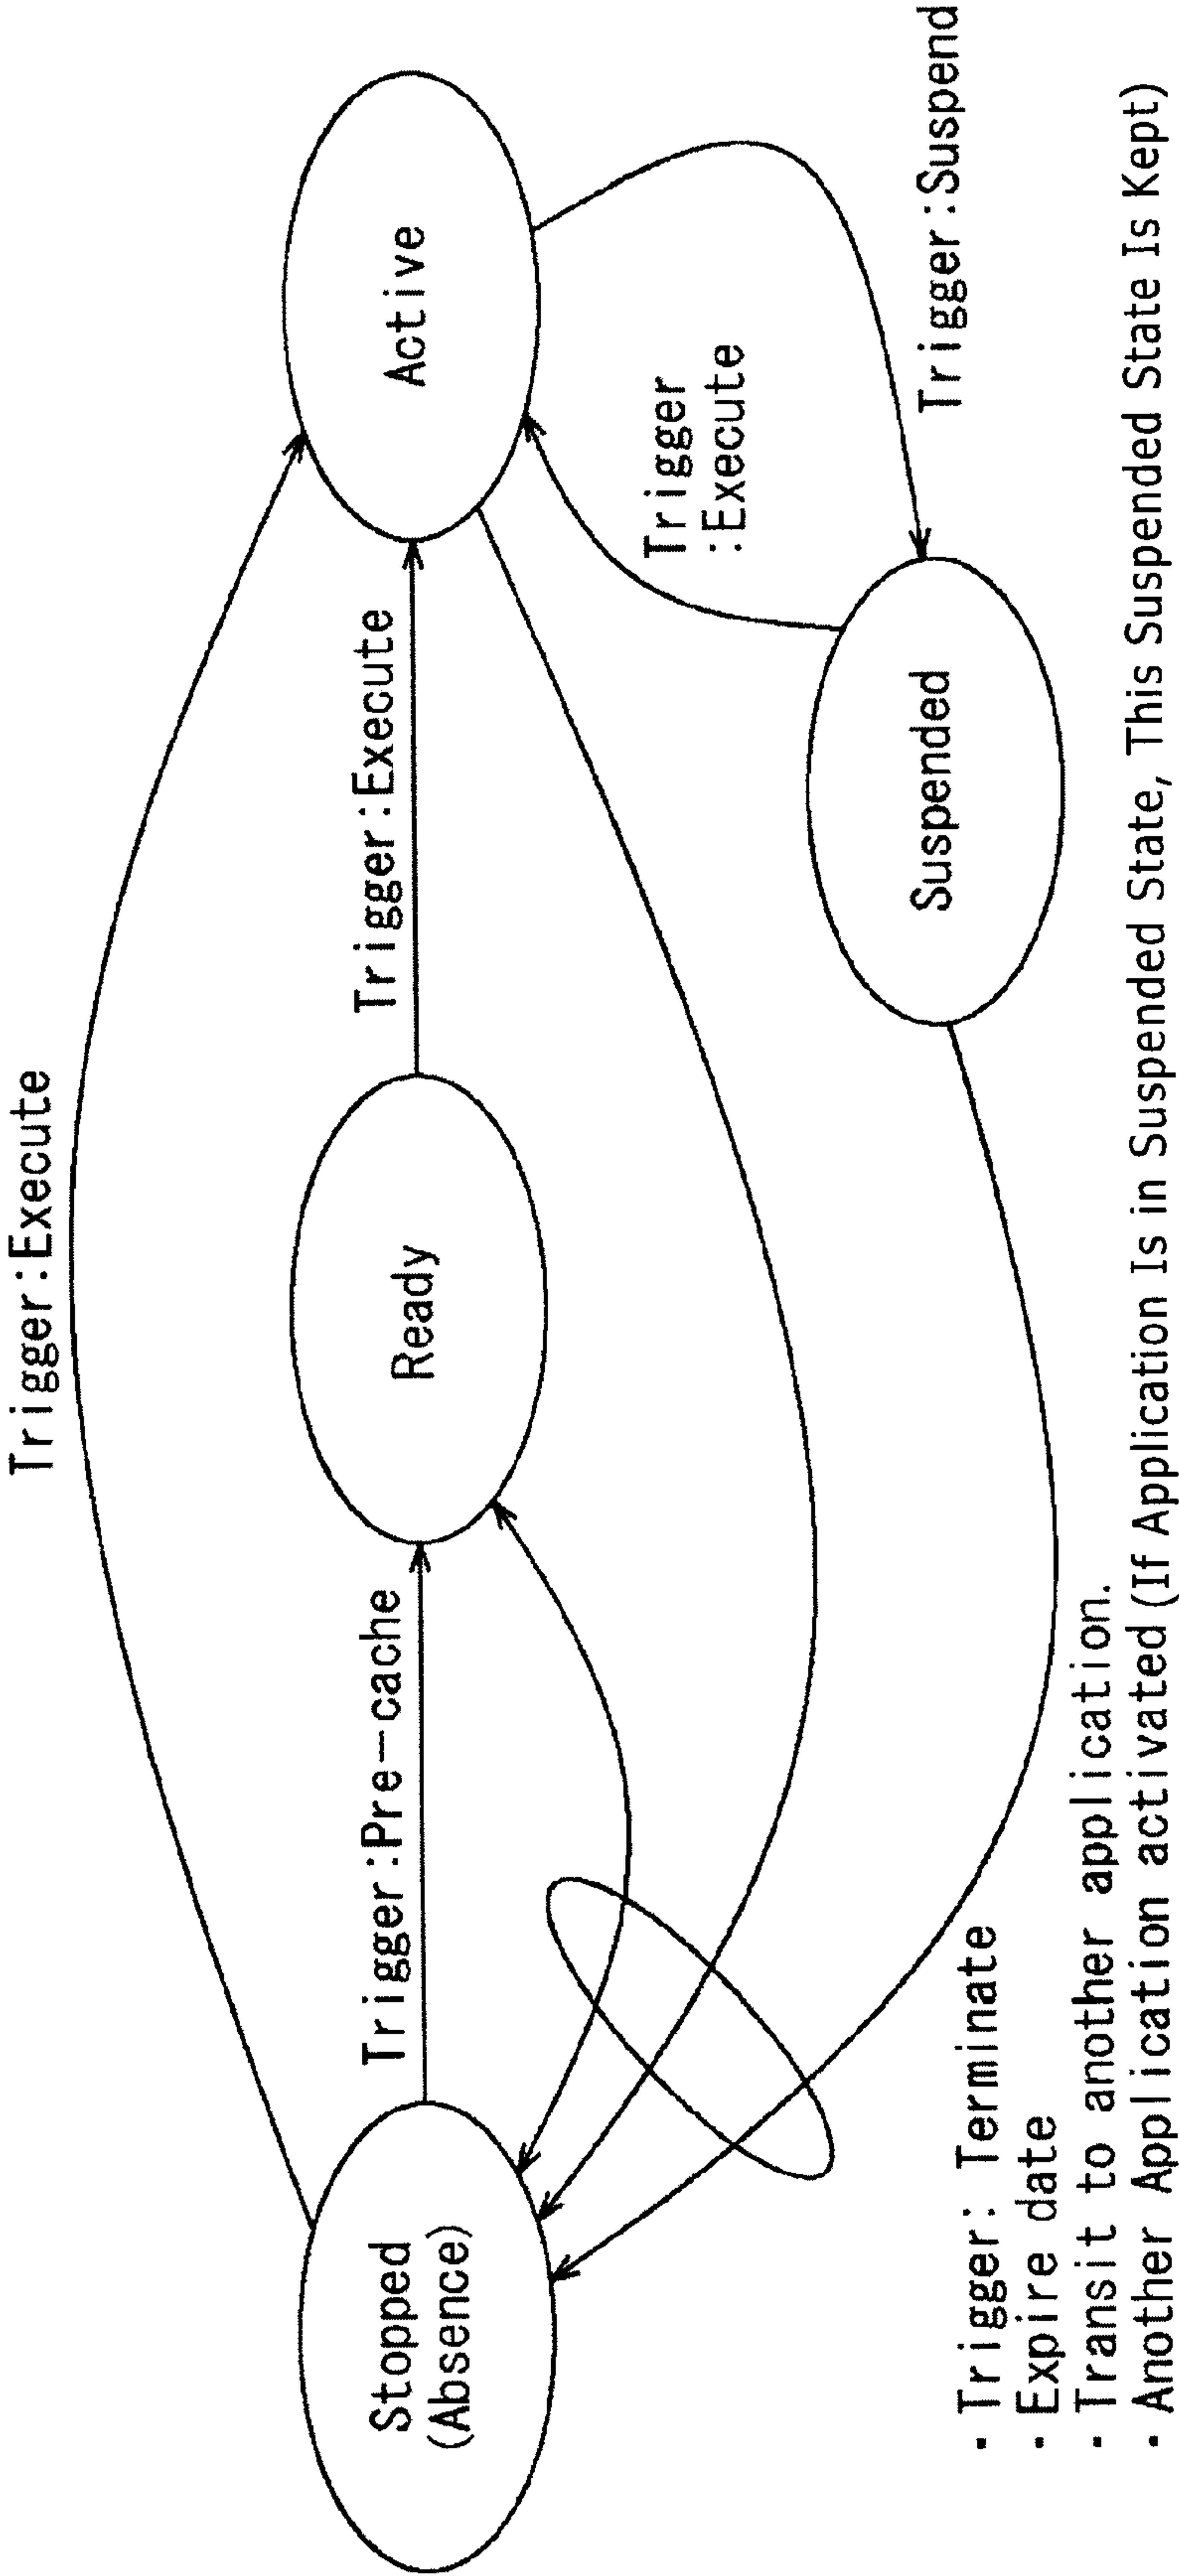 Trigger:Execute
Stopped
(Absence)
Trigger:Pre-cache
Ready
Trigger:Execute
Active
Trigger
:Execute
Suspended
Trigger:Suspend
· Trigger: Terminate
· Expire date
· Transit to another application.
· Another Application activated (If Application Is in Suspended State, This Suspended State Is Kept)